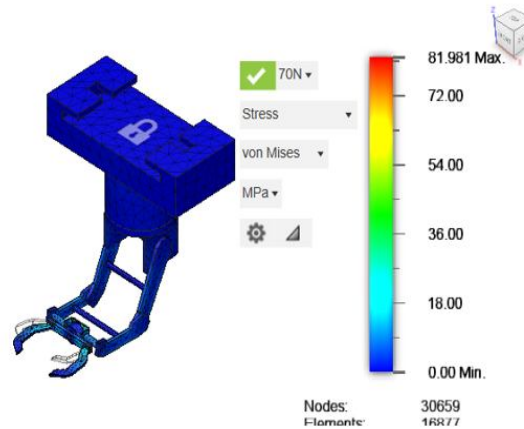 81.981 Max.
70N
72.00
Stress
54.00
von Mises
MPa
36.00
18.00
0.00 Min.
Nodes: 30659
Elements: 16877